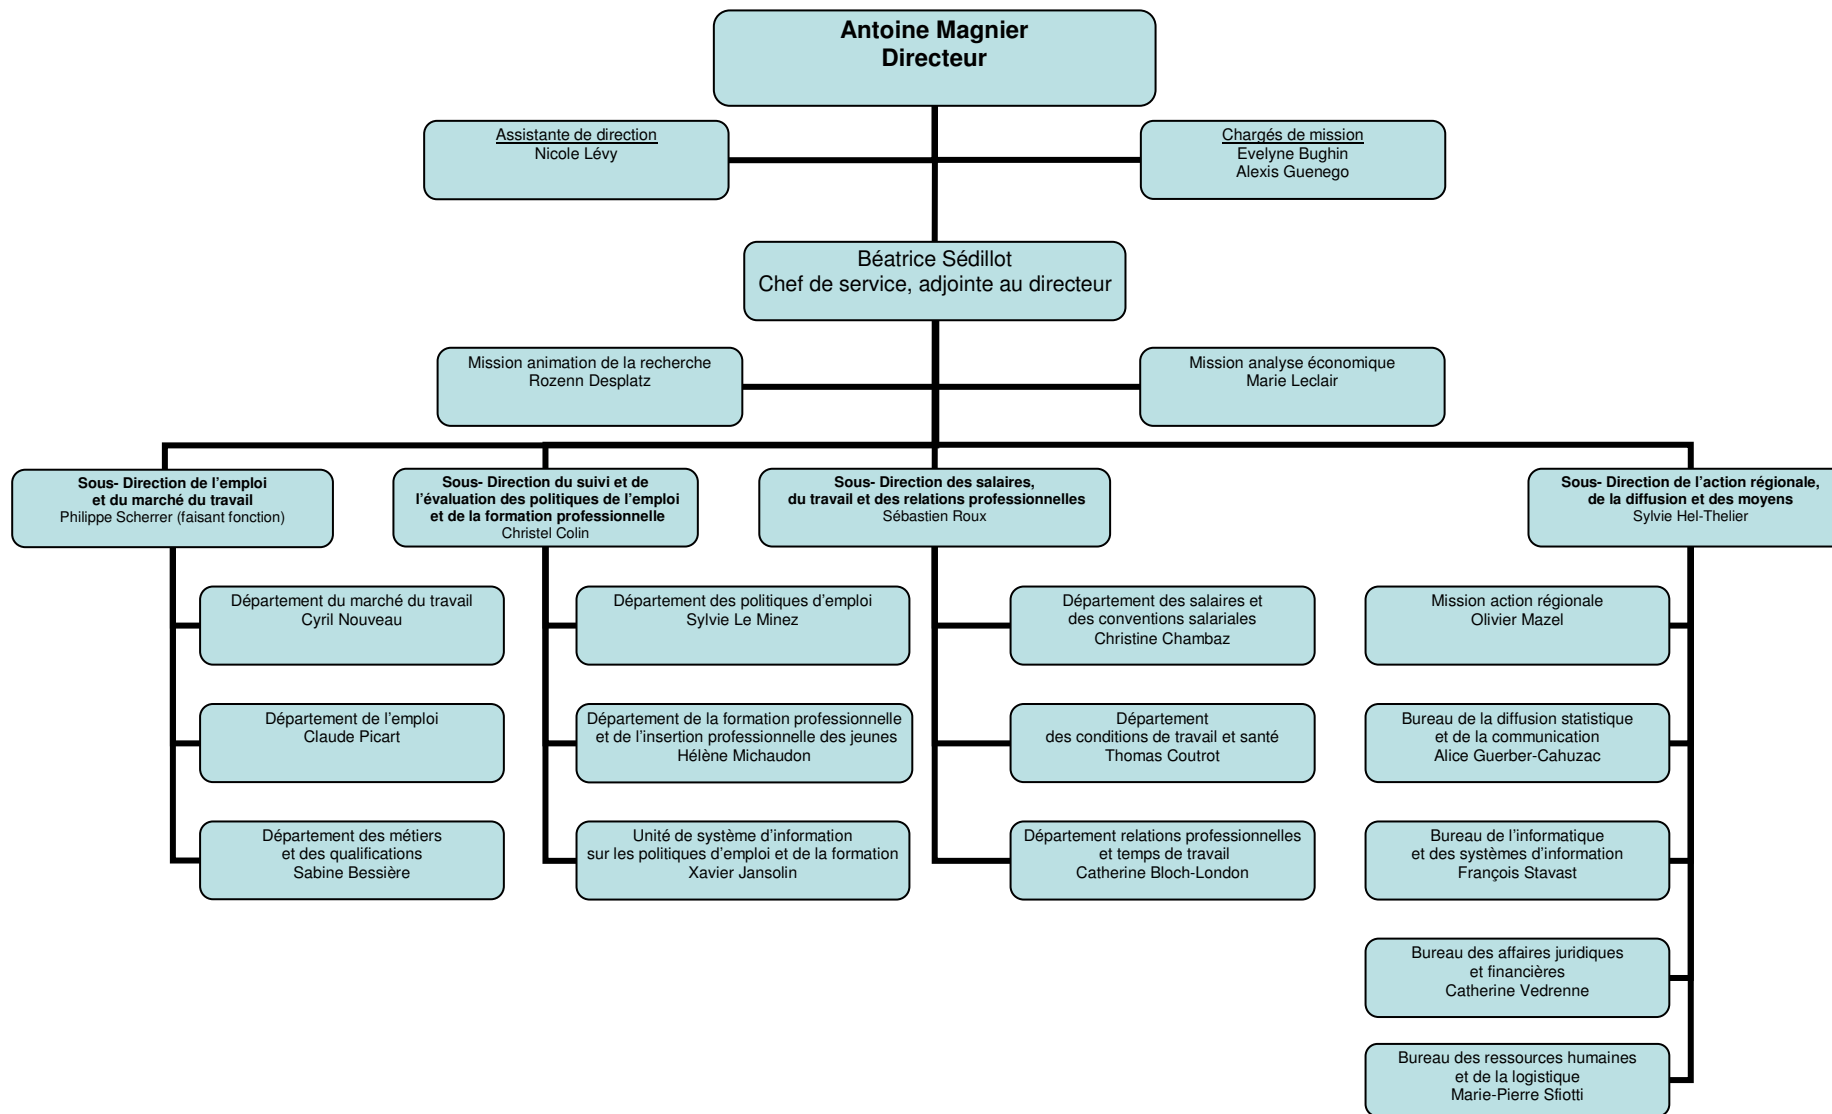 Antoine Magnier
Directeur
Assistante de direction
Nicole Lévy
Chargés de mission
Evelyne Bughin
Alexis Guenego
Béatrice Sédillot
Chef de service, adjointe au directeur
Mission animation de la recherche
Rozenn Desplatz
Mission analyse économique
Marie Leclair
Sous- Direction de l’emploi
et du marché du travail
Philippe Scherrer (faisant fonction)
Sous- Direction du suivi et de
l’évaluation des politiques de l’emploi
et de la formation professionnelle
Christel Colin
Sous- Direction des salaires,
du travail et des relations professionnelles
Sébastien Roux
Sous- Direction de l’action régionale,
de la diffusion et des moyens
Sylvie Hel-Thelier
Département du marché du travail
Cyril Nouveau
Département des politiques d’emploi
Sylvie Le Minez
Département des salaires et
des conventions salariales
Christine Chambaz
Mission action régionale
Olivier Mazel
Département de l’emploi
Claude Picart
Département de la formation professionnelle
et de l’insertion professionnelle des jeunes
Hélène Michaudon
Département
des conditions de travail et santé
Thomas Coutrot
Bureau de la diffusion statistique
et de la communication
Alice Guerber-Cahuzac
Département des métiers
et des qualifications
Sabine Bessière
Unité de système d’information
sur les politiques d’emploi et de la formation
Xavier Jansolin
Département relations professionnelles
et temps de travail
Catherine Bloch-London
Bureau de l’informatique
et des systèmes d’information
François Stavast
Bureau des affaires juridiques
et financières
Catherine Vedrenne
Bureau des ressources humaines
et de la logistique
Marie-Pierre Sfiotti